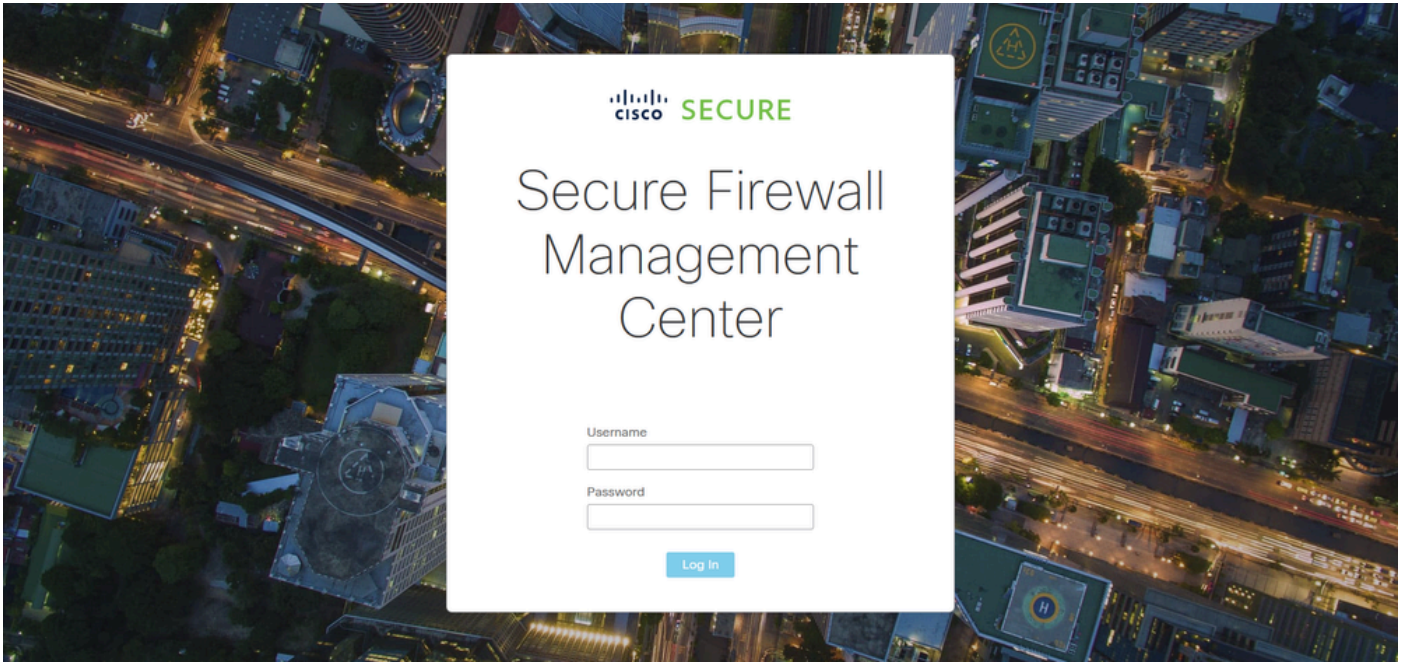 CISCO SECURE
Secure Firewall
Management
Center
Username
Password
Log In
H